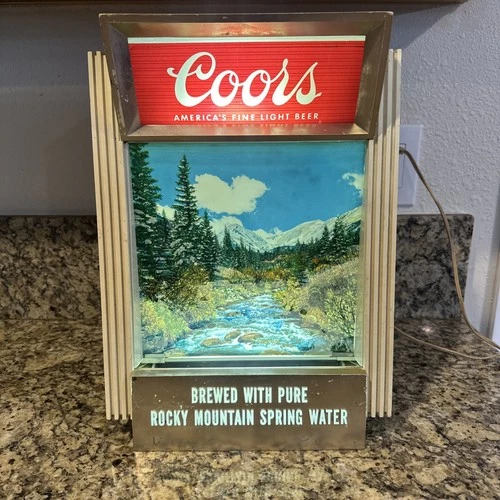 Coors
AMERICA'S FINE LIGHT BEER
BREWED WITH PURE
ROCKY MOUNTAIN SPRING WATER